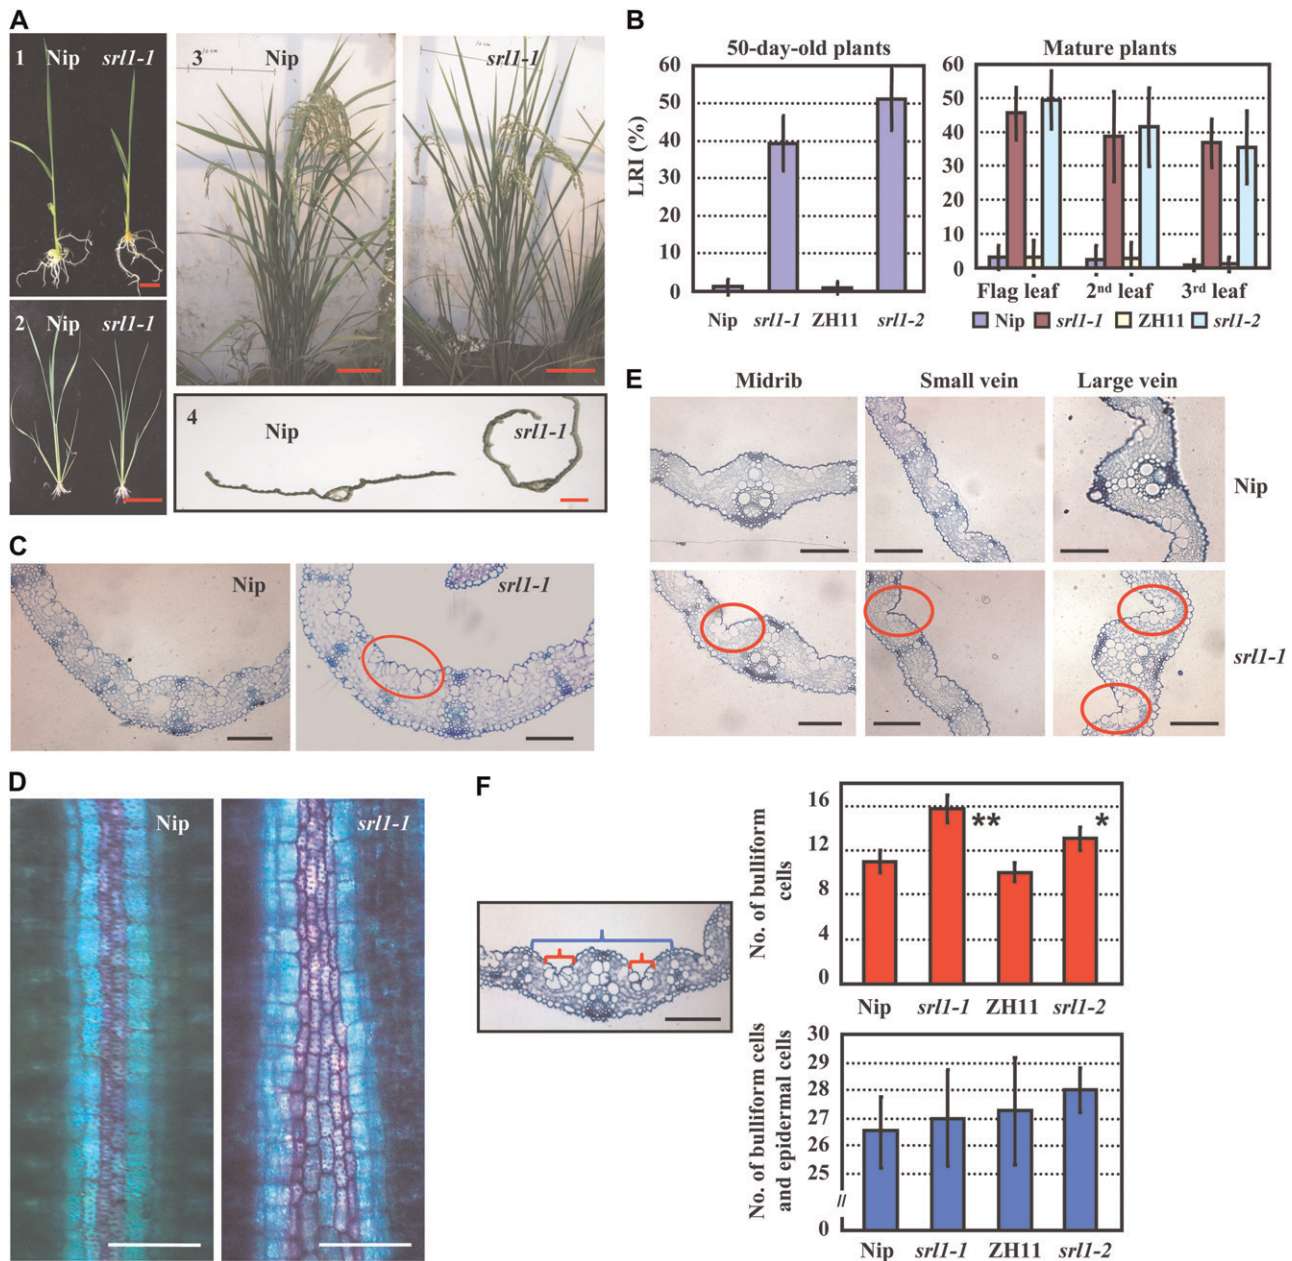 A
1 Nip srl1-1
2 Nip srl1-1
3 Nip
srl1-1
4 Nip srl1-1
B
50-day-old plants
LRI (%)
60
50
40
30
20
10
0
Nip srl1-1 ZH11 srl1-2
Mature plants
60
50
40
30
20
10
0
Flag leaf 2nd leaf 3rd leaf
Nip srl1-1 ZH11 srl1-2
C
Nip
srl1-1
D
Nip
srl1-1
E
Midrib Small vein Large vein
Nip
srl1-1
F
No. of bulliform
cells
16
12
8
4
0
** *
Nip srl1-1 ZH11 srl1-2
No. of bulliform cells
and epidermal cells
30
29
28
27
26
25
//
0
Nip srl1-1 ZH11 srl1-2